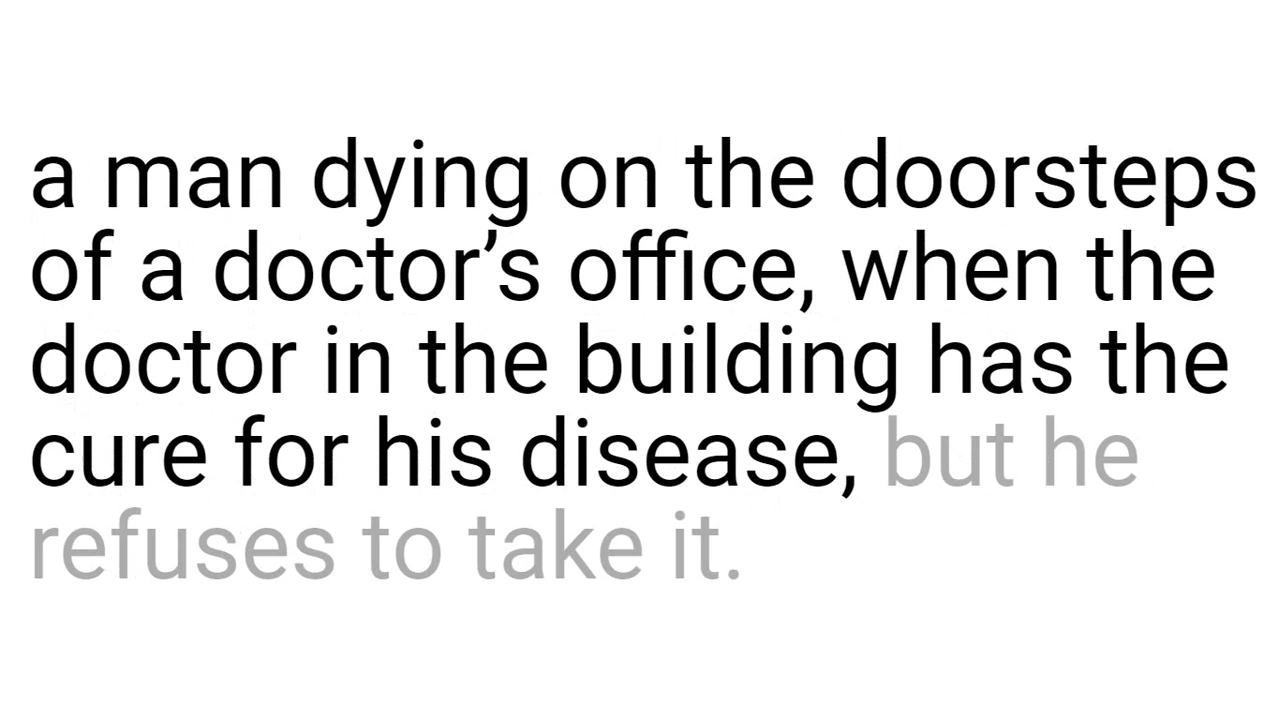 a man dying on the doorsteps
of a doctor’s office, when the
doctor in the building has the
cure for his disease, but he
refuses to take it.